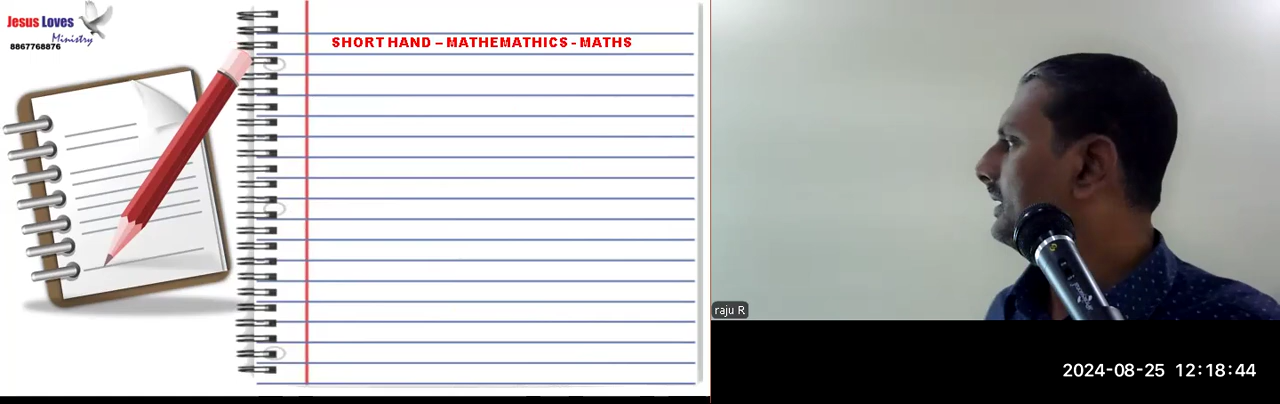 Jesus Loves
Ministry
8867768876
SHORT HAND – MATHEMATHICS - MATHS
raju R
2024-08-25 12:18:44